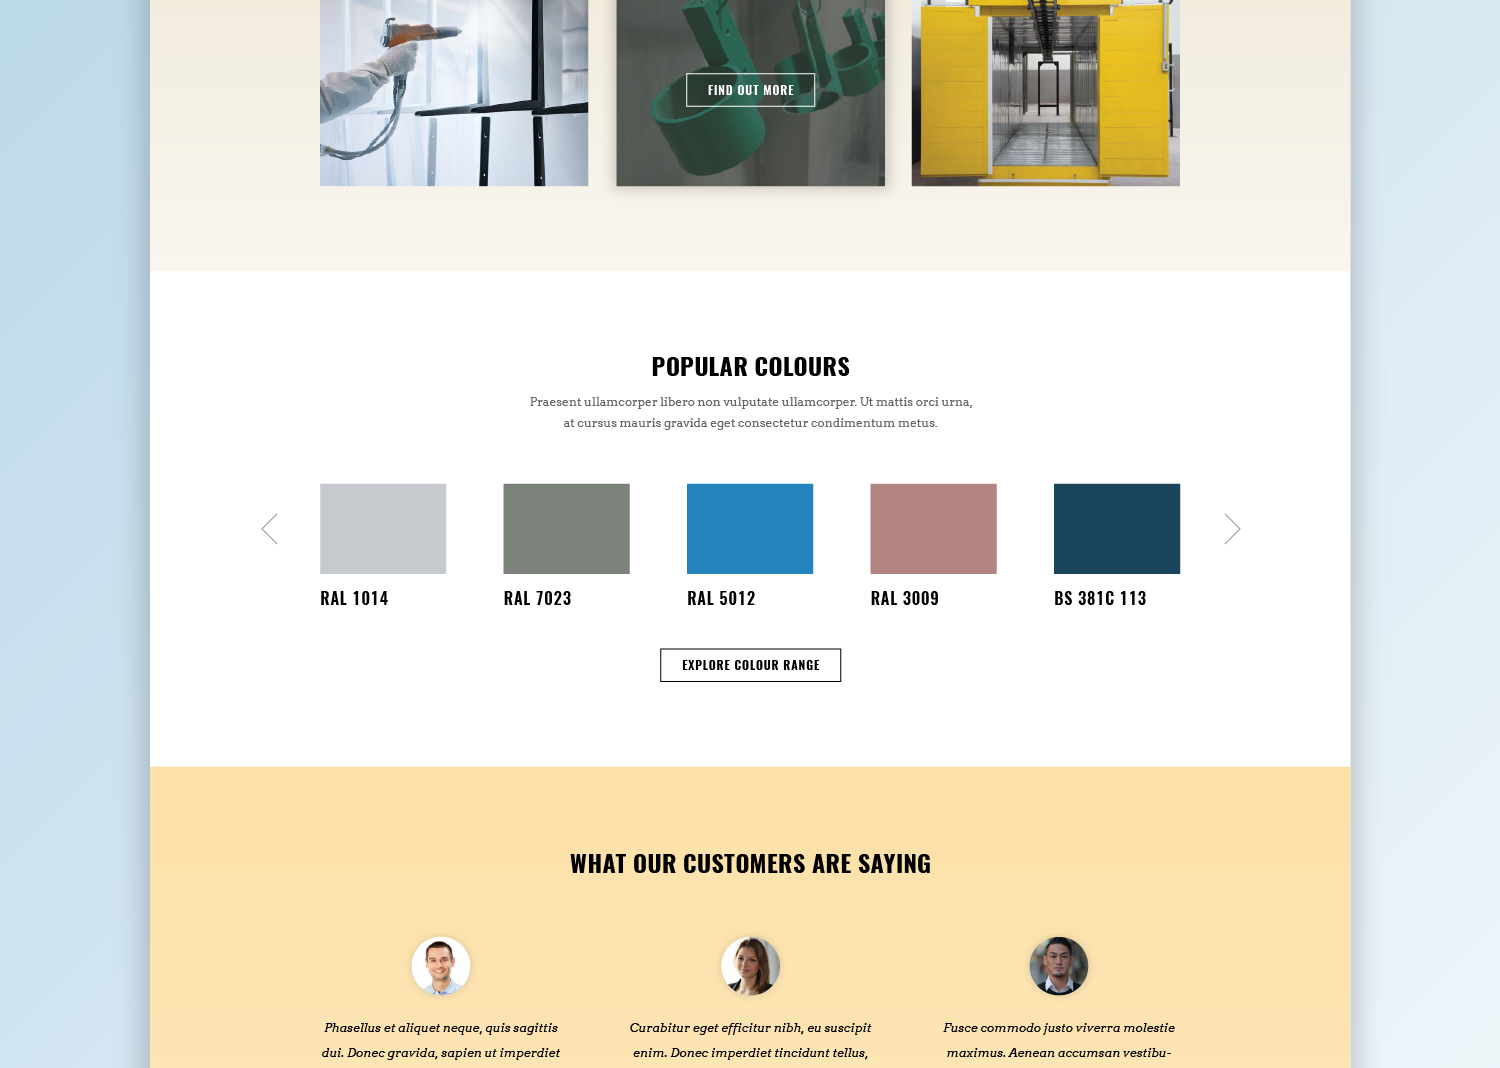 FIND OUT MORE
POPULAR COLOURS
Praesent ullamcorper libero non vulputate ullamcorper. Ut mattis orci urna,
at cursus mauris gravida eget consectetur condimentum metus.
RAL 1014
RAL 7023
RAL 5012
RAL 3009
BS 381C 113
EXPLORE COLOUR RANGE
WHAT OUR CUSTOMERS ARE SAYING
Phasellus et aliquet neque, quis sagittis
dui. Donec gravida, sapien ut imperdiet
Curabitur eget efficitur nibh, eu suscipit
enim. Donec imperdiet tincidunt tellus,
Fusce commodo justo viverra molestie
maximus. Aenean accumsan vestibu-